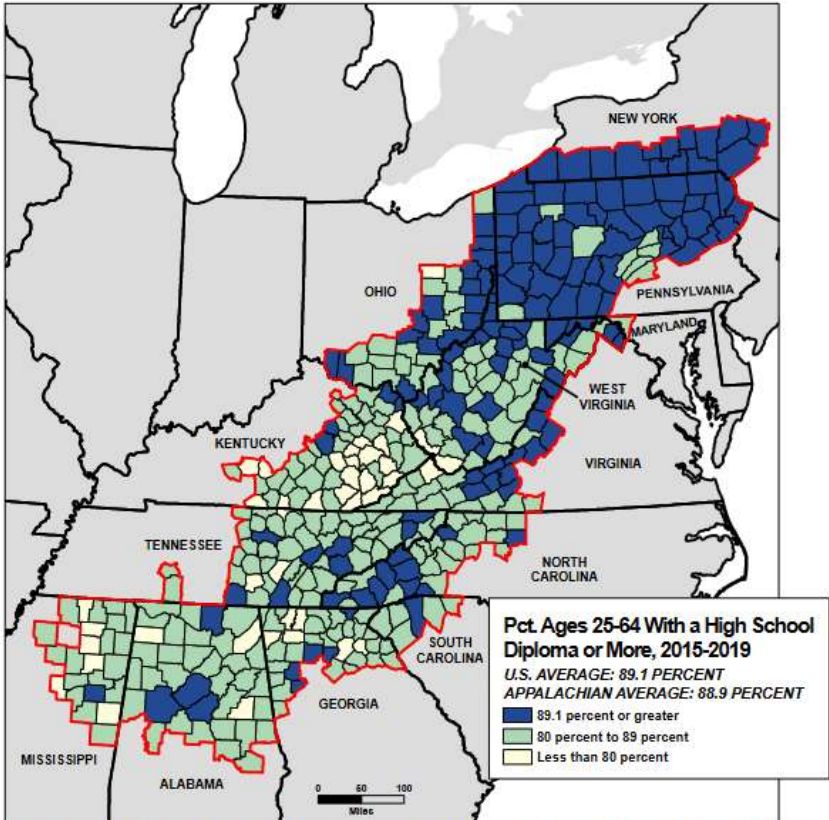 NEW YORK
OHIO
PENNSYLVANIA
MARYLAND
WEST
VIRGINIA
KENTUCKY
VIRGINIA
TENNESSEE
NORTH
CAROLINA
SOUTH
CAROLINA
GEORGIA
MISSISSIPPI
ALABAMA
0 50 100
Miles
Pct. Ages 25-64 With a High School
Diploma or More, 2015-2019
U.S. AVERAGE: 89.1 PERCENT
APPALACHIAN AVERAGE: 88.9 PERCENT
89.1 percent or greater
80 percent to 89 percent
Less than 80 percent